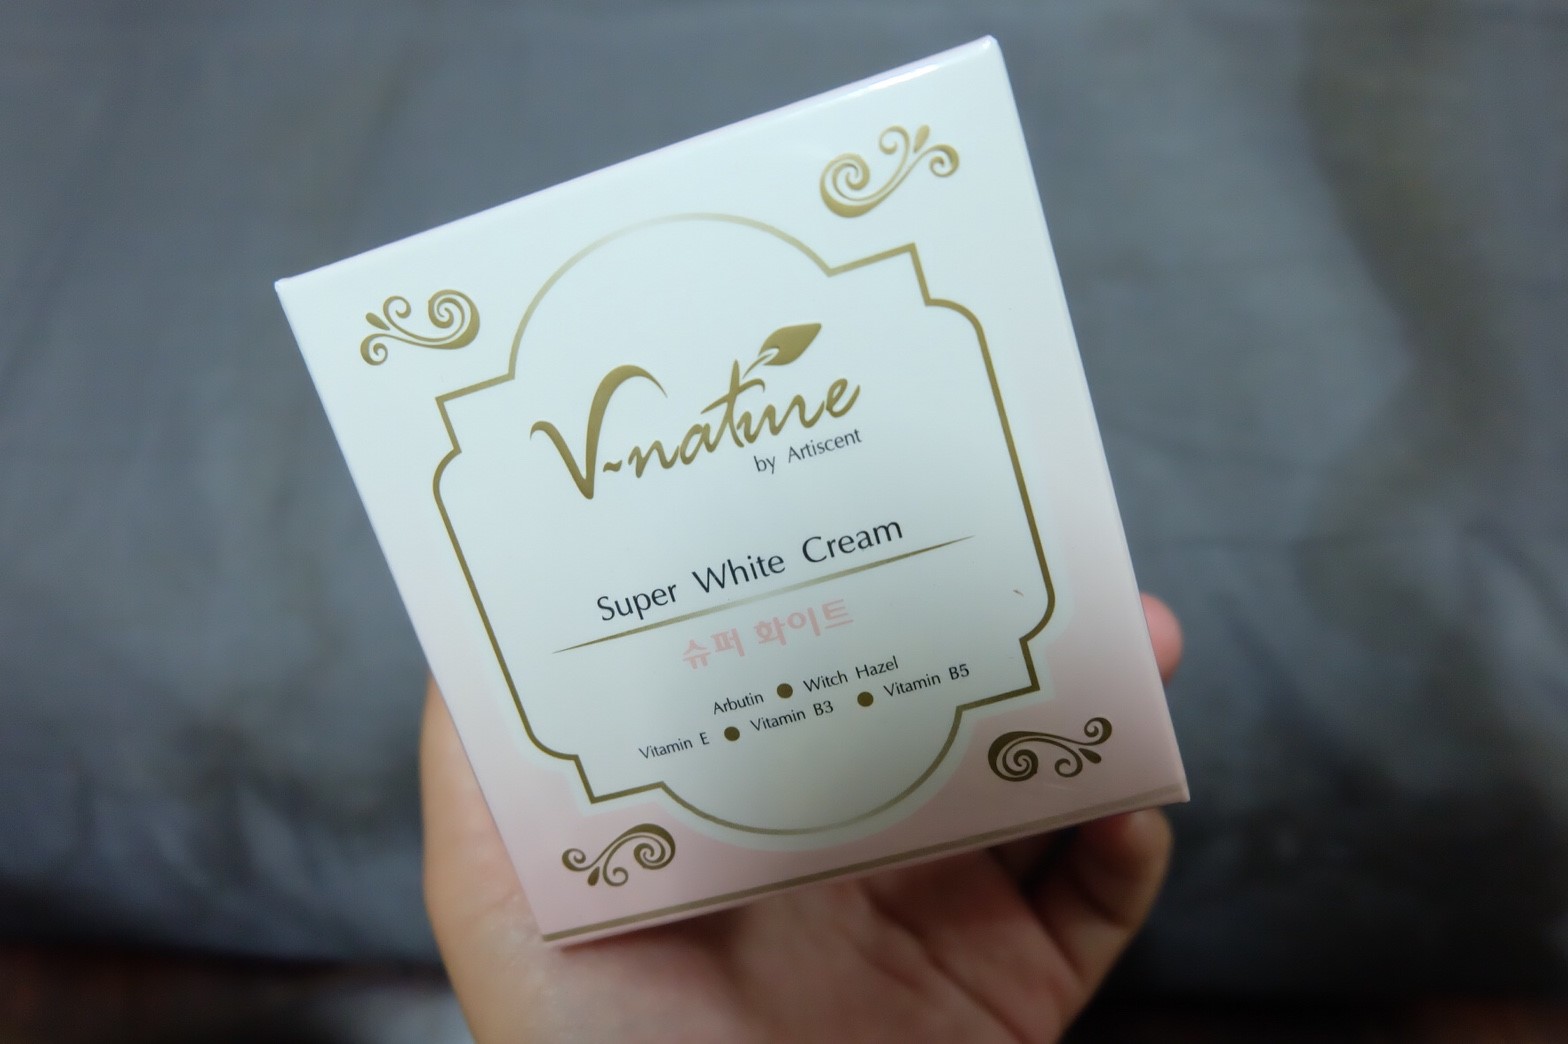 V-nature
by Artiscent
Super White Cream
슈퍼 화이트
Arbutin ● Witch Hazel
Vitamin E ● Vitamin B3 ● Vitamin B5